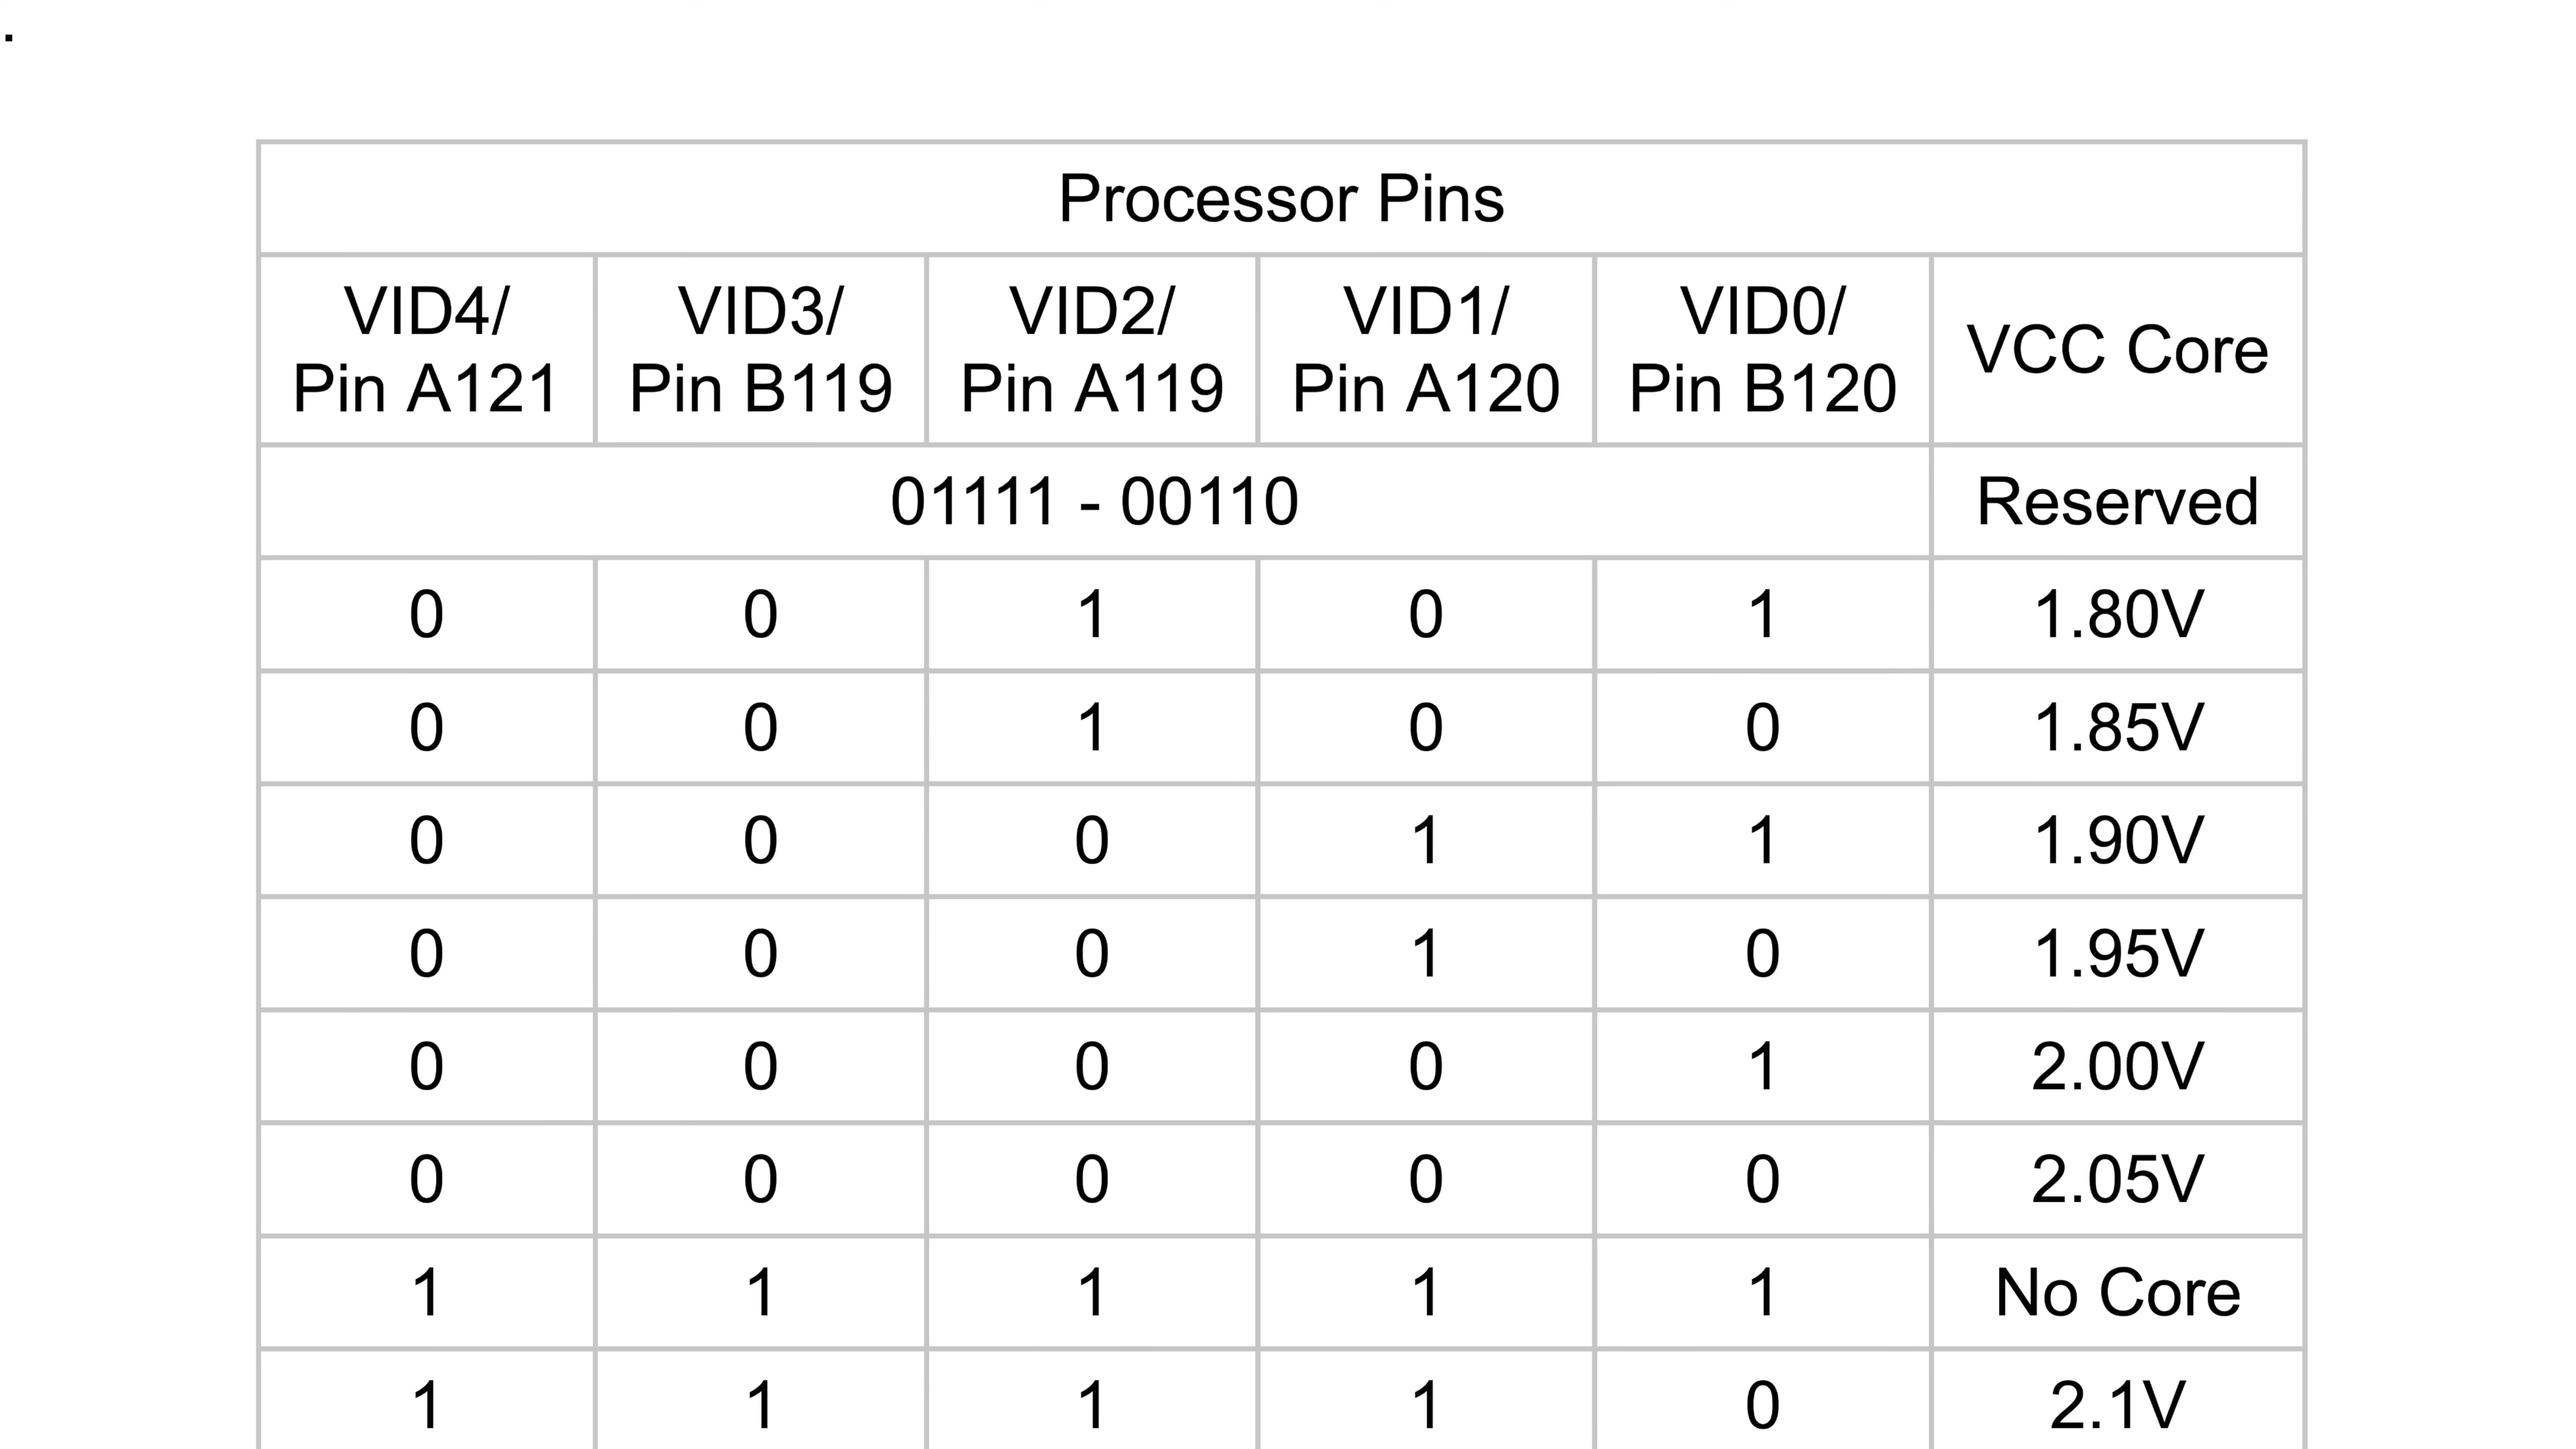 .
Processor Pins
VID4/ VID3/ VID2/ VID1/ VID0/ VCC Core
Pin A121 Pin B119 Pin A119 Pin A120 Pin B120
01111 - 00110 Reserved
0 0 1 0 1 1.80V
0 0 1 0 0 1.85V
0 0 0 1 1 1.90V
0 0 0 1 0 1.95V
0 0 0 0 1 2.00V
0 0 0 0 0 2.05V
1 1 1 1 1 No Core
1 1 1 1 0 2.1V